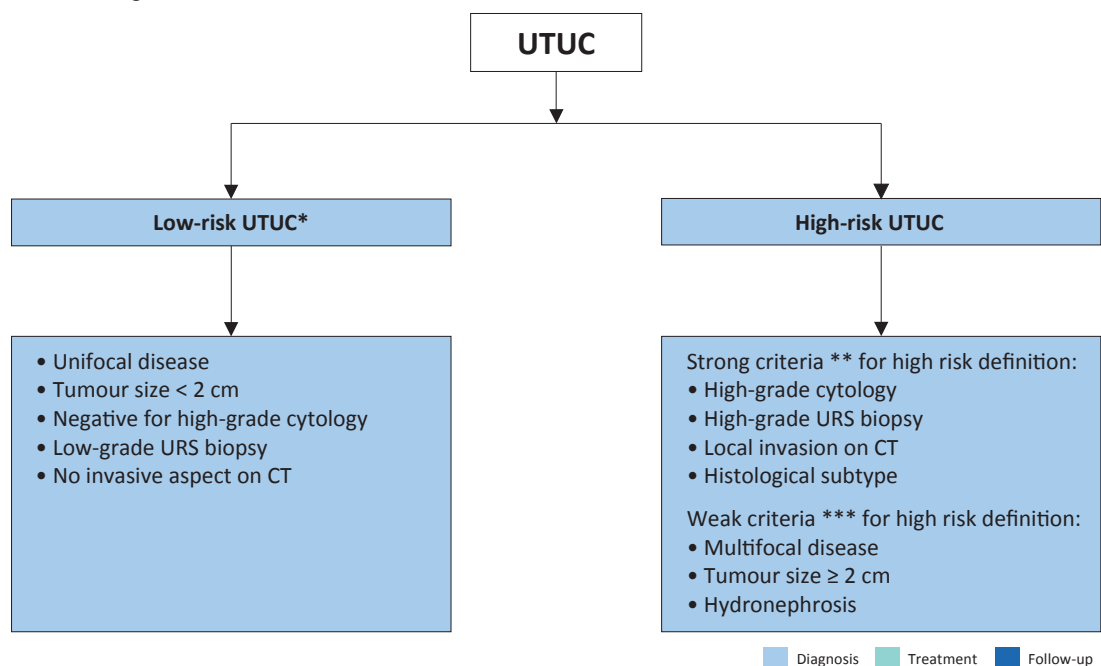 UTUC
Low-risk UTUC*
High-risk UTUC
• Unifocal disease
• Tumour size < 2 cm
• Negative for high-grade cytology
• Low-grade URS biopsy
• No invasive aspect on CT
Strong criteria ** for high risk definition:
• High-grade cytology
• High-grade URS biopsy
• Local invasion on CT
• Histological subtype
Weak criteria *** for high risk definition:
• Multifocal disease
• Tumour size ≥ 2 cm
• Hydronephrosis
Diagnosis Treatment Follow-up